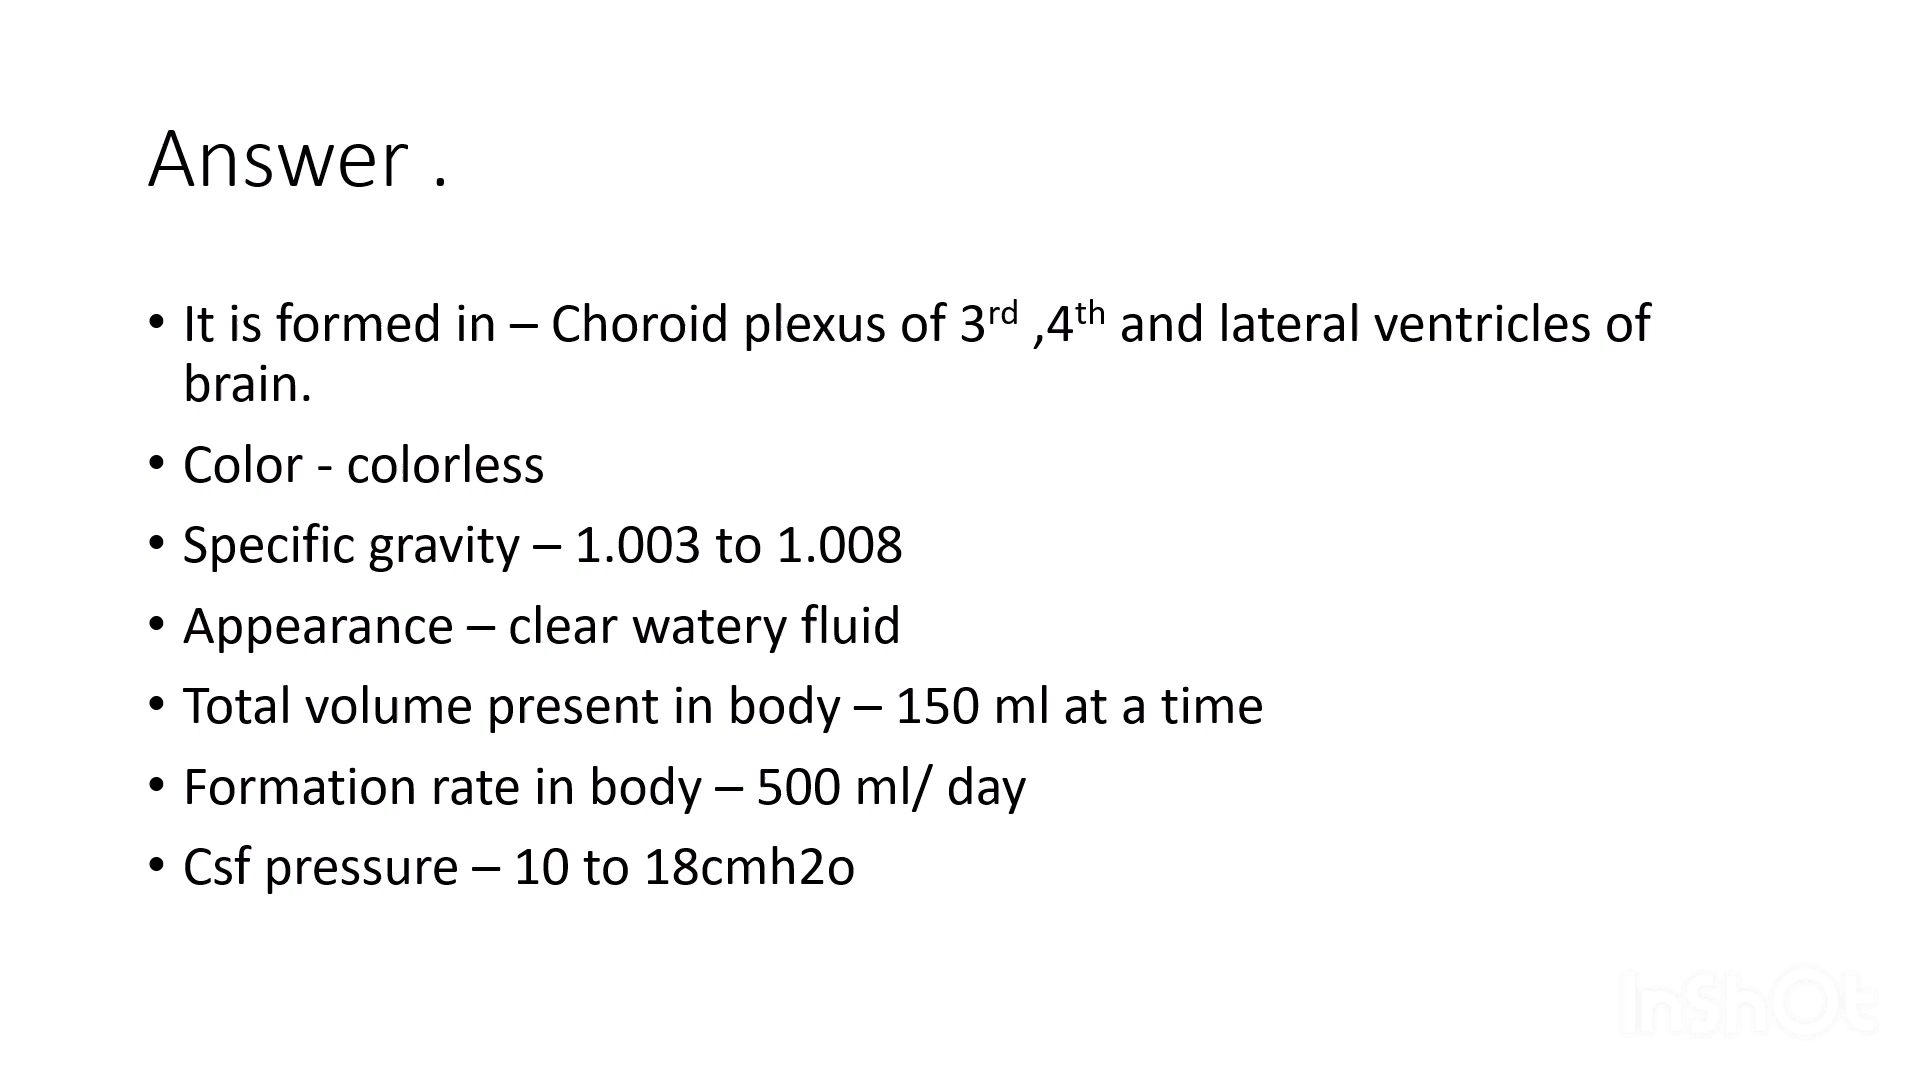 Answer .
• It is formed in – Choroid plexus of 3rd ,4th and lateral ventricles of
brain.
• Color - colorless
• Specific gravity – 1.003 to 1.008
• Appearance – clear watery fluid
• Total volume present in body – 150 ml at a time
• Formation rate in body – 500 ml/ day
• Csf pressure – 10 to 18cmh2o
InShOt